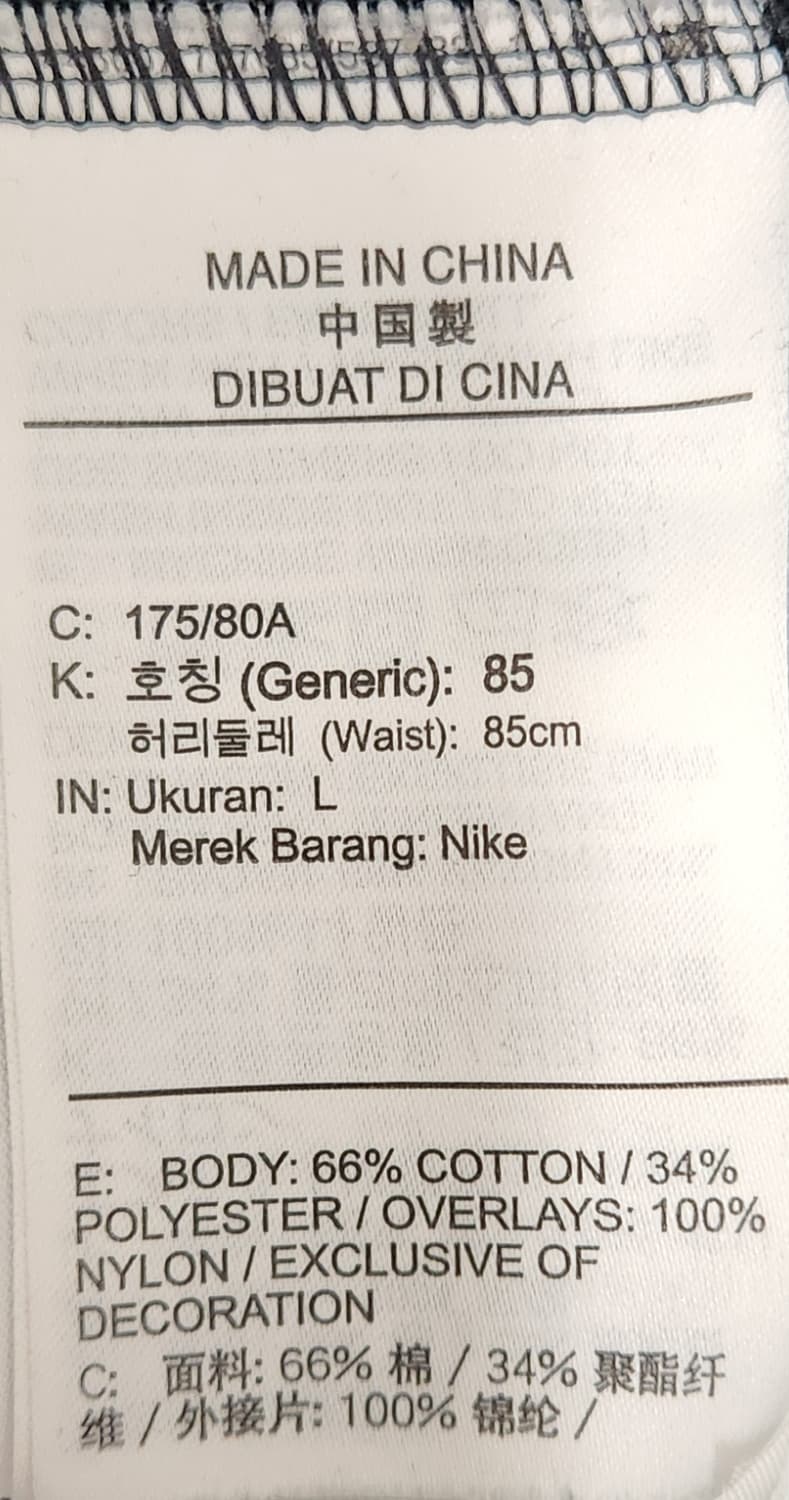 MADE IN CHINA
中国製
DIBUAT DI CINA
C: 175/80A
K: 호칭 (Generic): 85
허리둘레 (Waist): 85cm
IN: Ukuran: L
Merek Barang: Nike
E: BODY: 66% COTTON / 34%
POLYESTER / OVERLAYS: 100%
NYLON / EXCLUSIVE OF
DECORATION
C: 面料: 66% 棉 / 34% 聚酯纤
维 / 外接片: 100% 锦纶 /